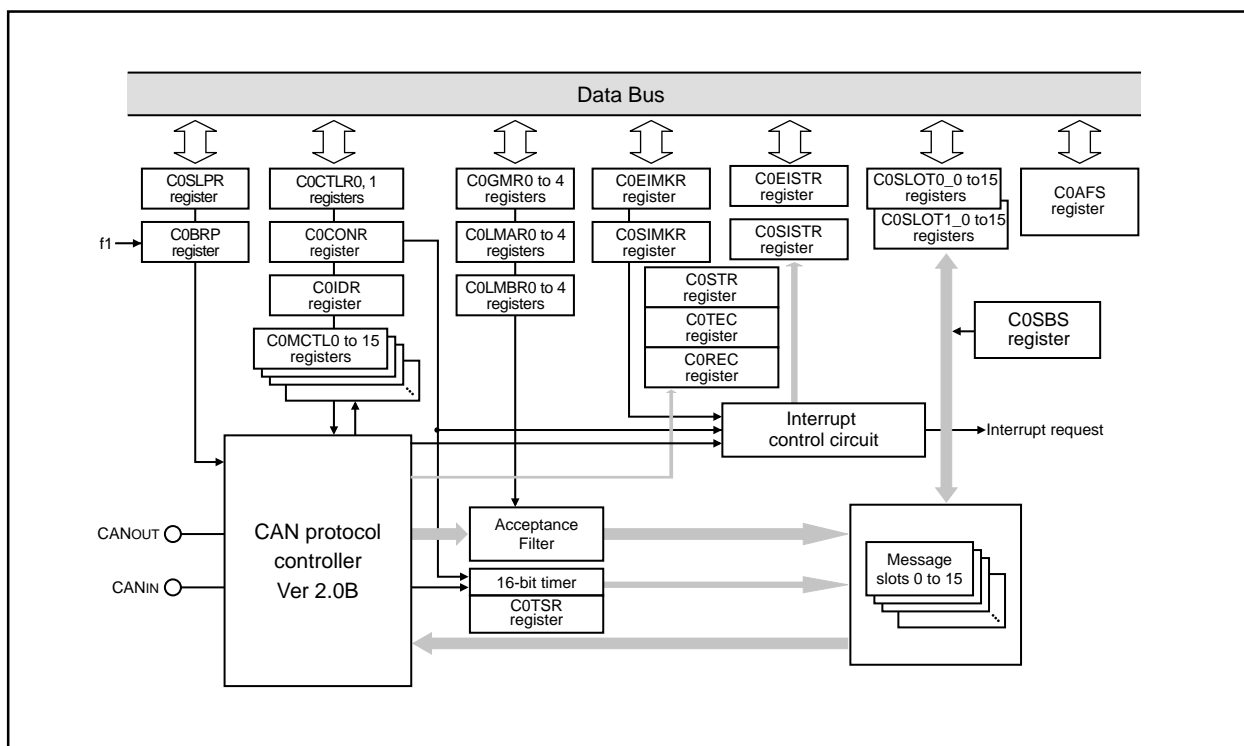 Data Bus
C0SLPR
register
C0BRP
register
f1
C0CTLR0, 1
registers
C0CONR
register
C0IDR
register
C0MCTL0 to 15
registers
C0GMR0 to 4
registers
C0LMAR0 to 4
registers
C0LMBR0 to 4
registers
C0EIMKR
register
C0SIMKR
register
C0EISTR
register
C0SISTR
register
C0STR
register
C0TEC
register
C0REC
register
C0SLOT0_0 to15
registers
C0SLOT1_0 to15
registers
C0AFS
register
C0SBS
register
Interrupt
control circuit
Interrupt request
CANOUT
CANIN
CAN protocol
controller
Ver 2.0B
Acceptance
Filter
16-bit timer
C0TSR
register
Message
slots 0 to 15